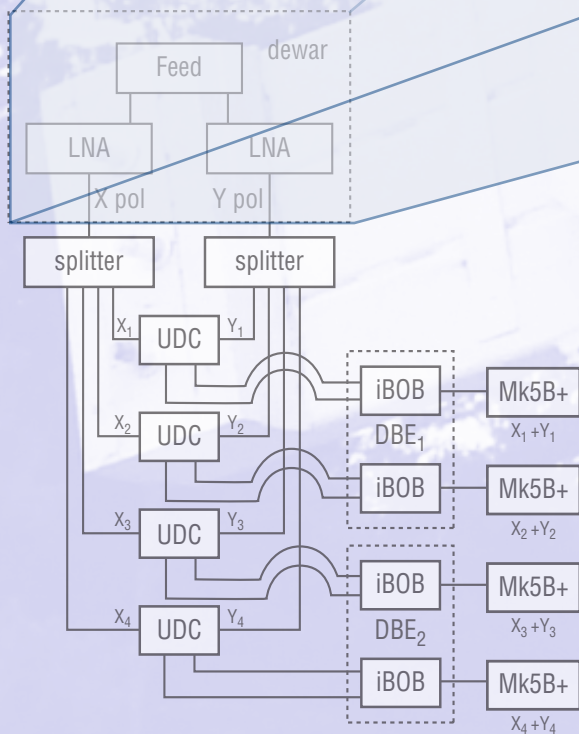 dewar
Feed
LNA LNA
X pol Y pol
splitter splitter
X₁ UDC Y₁
iBOB Mk5B+
DBE₁ X₁+Y₁
X₂ UDC Y₂
iBOB Mk5B+
X₂+Y₂
X₃ UDC Y₃
iBOB Mk5B+
DBE₂ X₃+Y₃
X₄ UDC Y₄
iBOB Mk5B+
X₄+Y₄